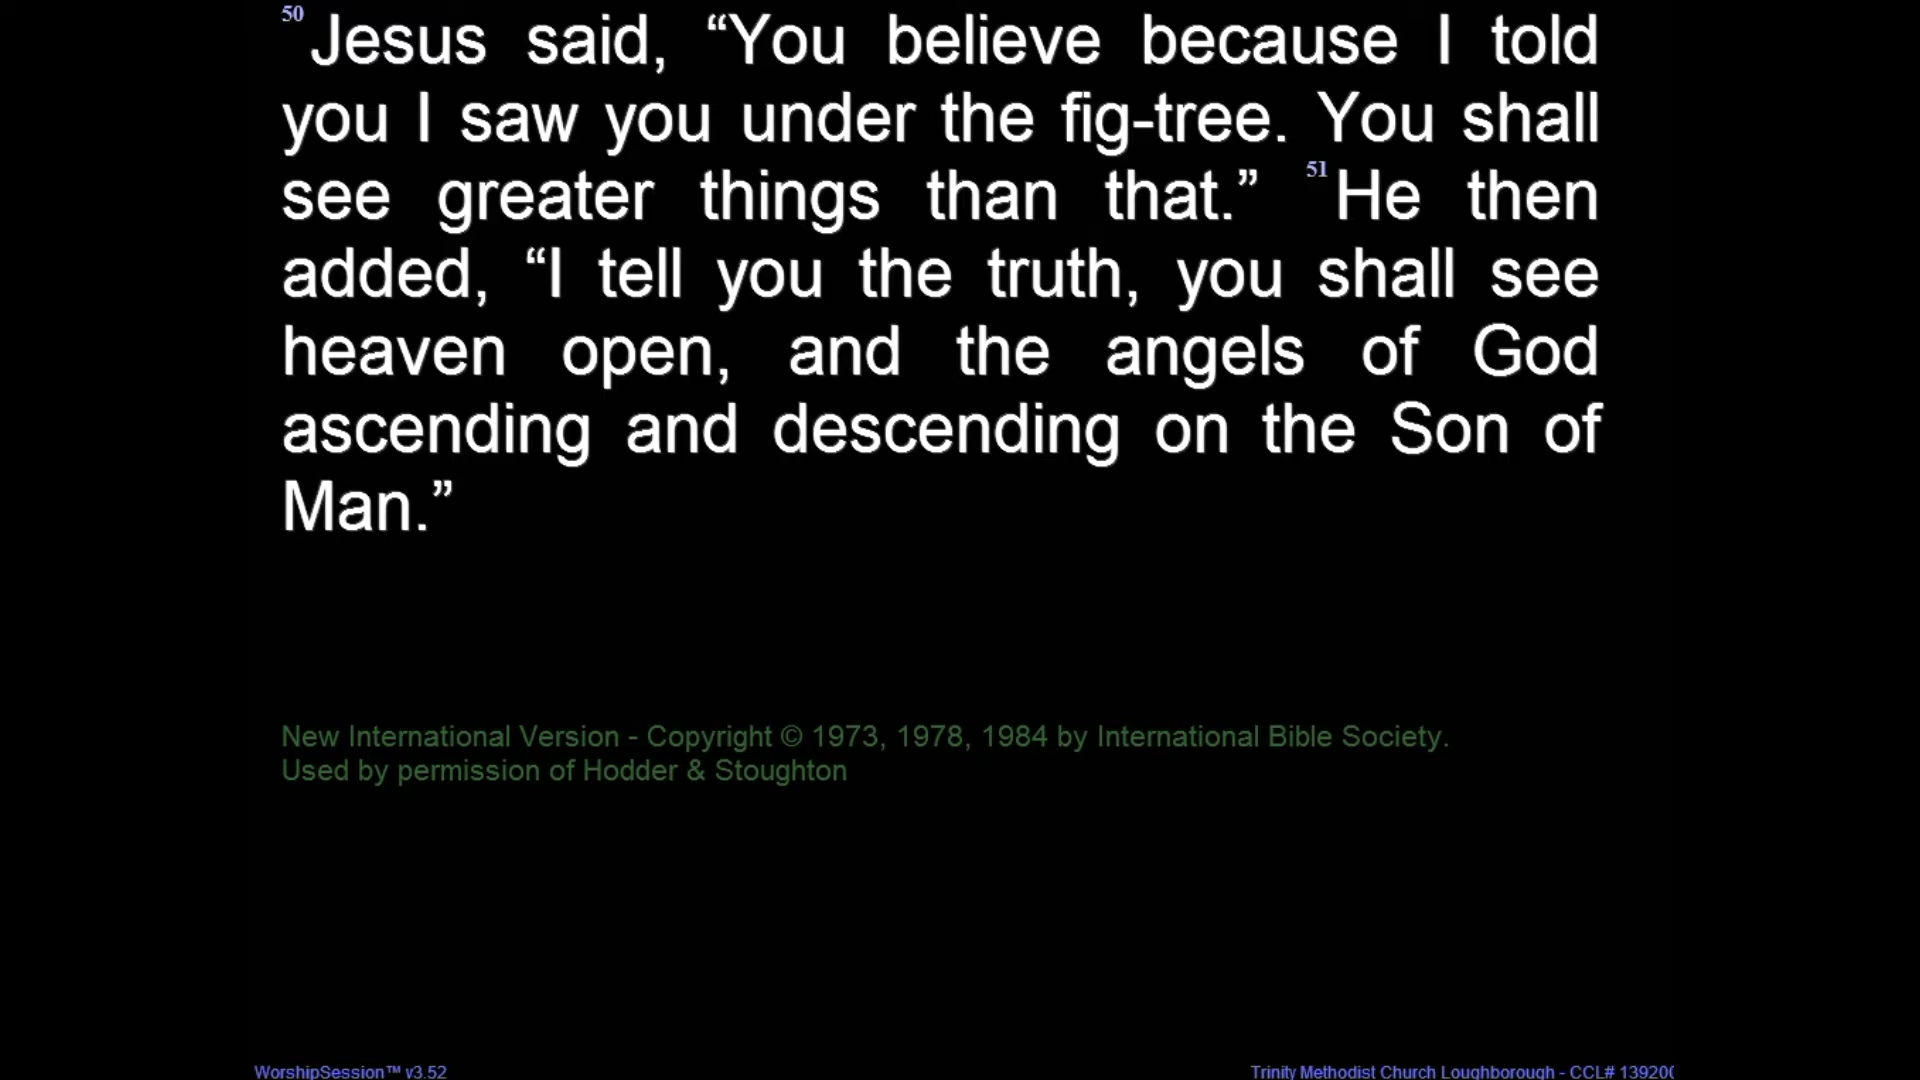 50 Jesus said, “You believe because I told
you I saw you under the fig-tree. You shall
see greater things than that.” 51 He then
added, “I tell you the truth, you shall see
heaven open, and the angels of God
ascending and descending on the Son of
Man.”
New International Version - Copyright © 1973, 1978, 1984 by International Bible Society.
Used by permission of Hodder & Stoughton
WorshipSession™ v3.52
Trinity Methodist Church Loughborough - CCL#